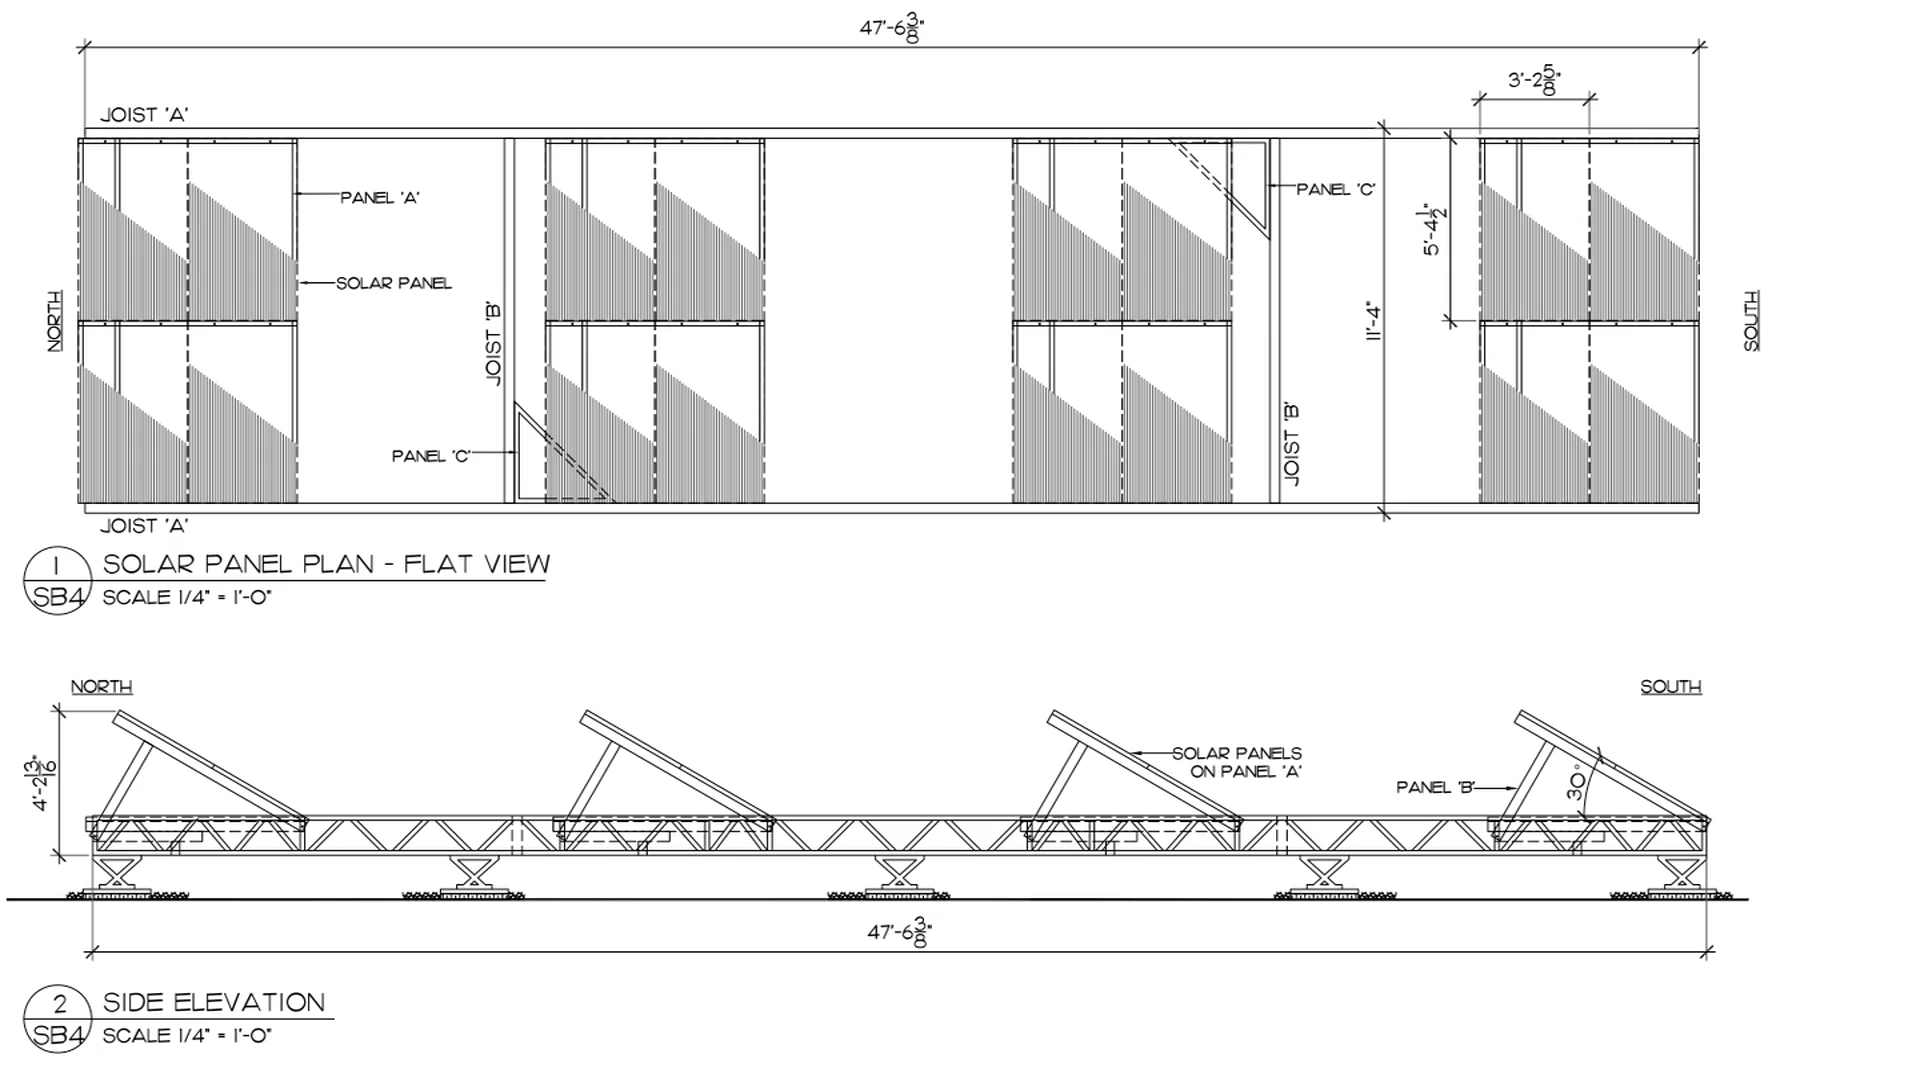 47'-6 3/8"
3'-2 5/8"
JOIST 'A'
PANEL 'A'
PANEL 'C'
5'-4 1/2"
SOLAR PANEL
NORTH
JOIST 'B'
11'-4"
SOUTH
JOIST 'B'
PANEL 'C'
JOIST 'A'
1
SB4
SOLAR PANEL PLAN - FLAT VIEW
SCALE 1/4" = 1'-0"
NORTH
SOUTH
4'-2 13/16"
SOLAR PANELS
ON PANEL 'A'
PANEL 'B'
30°
47'-6 3/8"
2
SB4
SIDE ELEVATION
SCALE 1/4" = 1'-0"